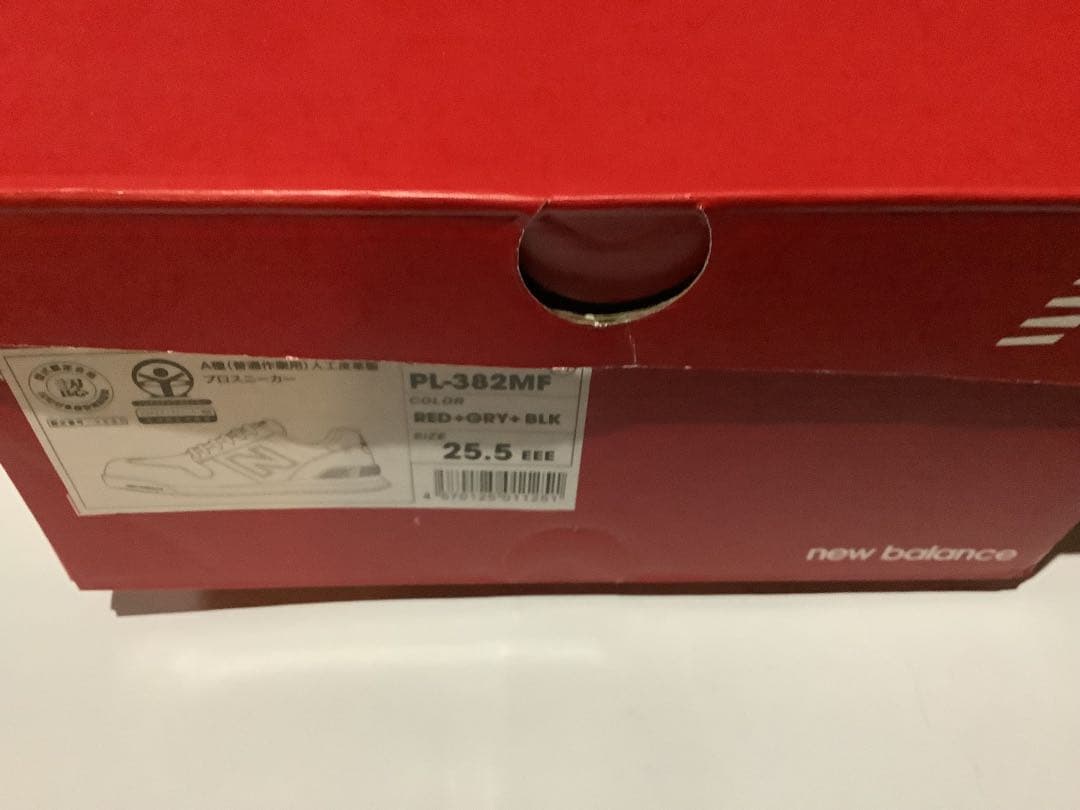 A種(普通作業用)人工皮革製
プロスニーカー
PL-382MF
COLOR
RED+GRY+BLK
SIZE
25.5 EEE
N
new balance